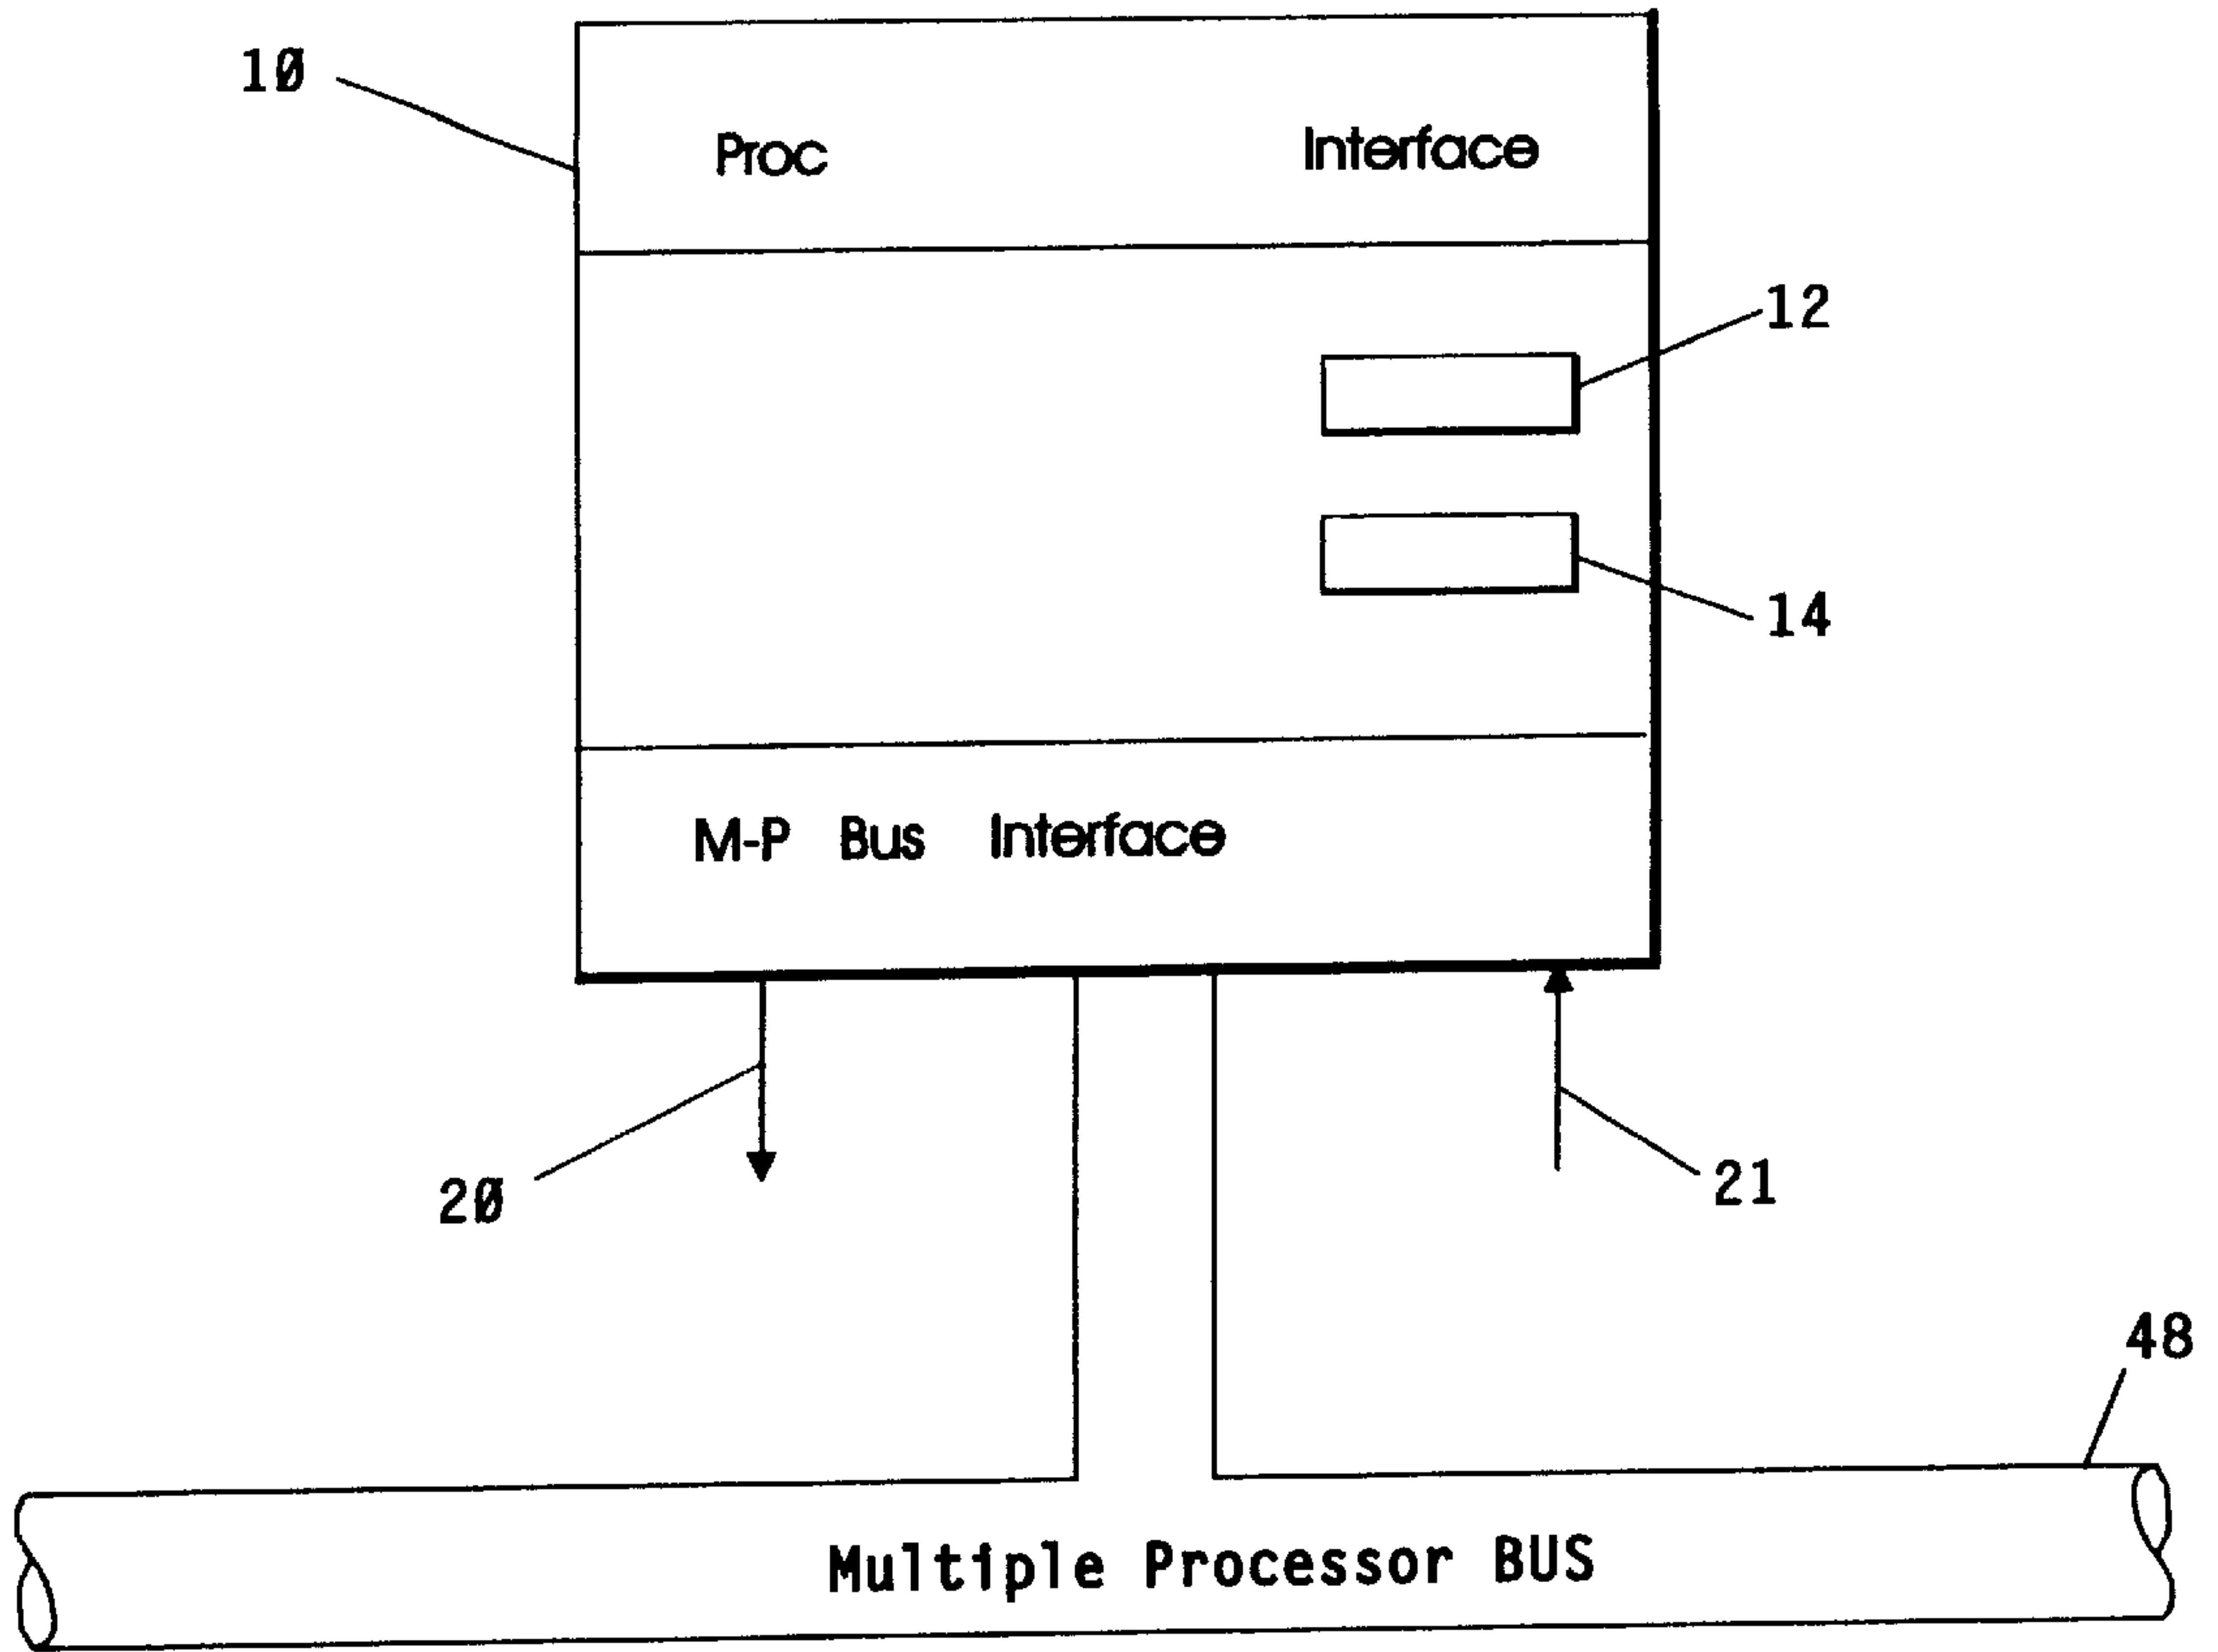 10
Proc Interface
12
14
M-P Bus Interface
20
21
48
Multiple Processor BUS